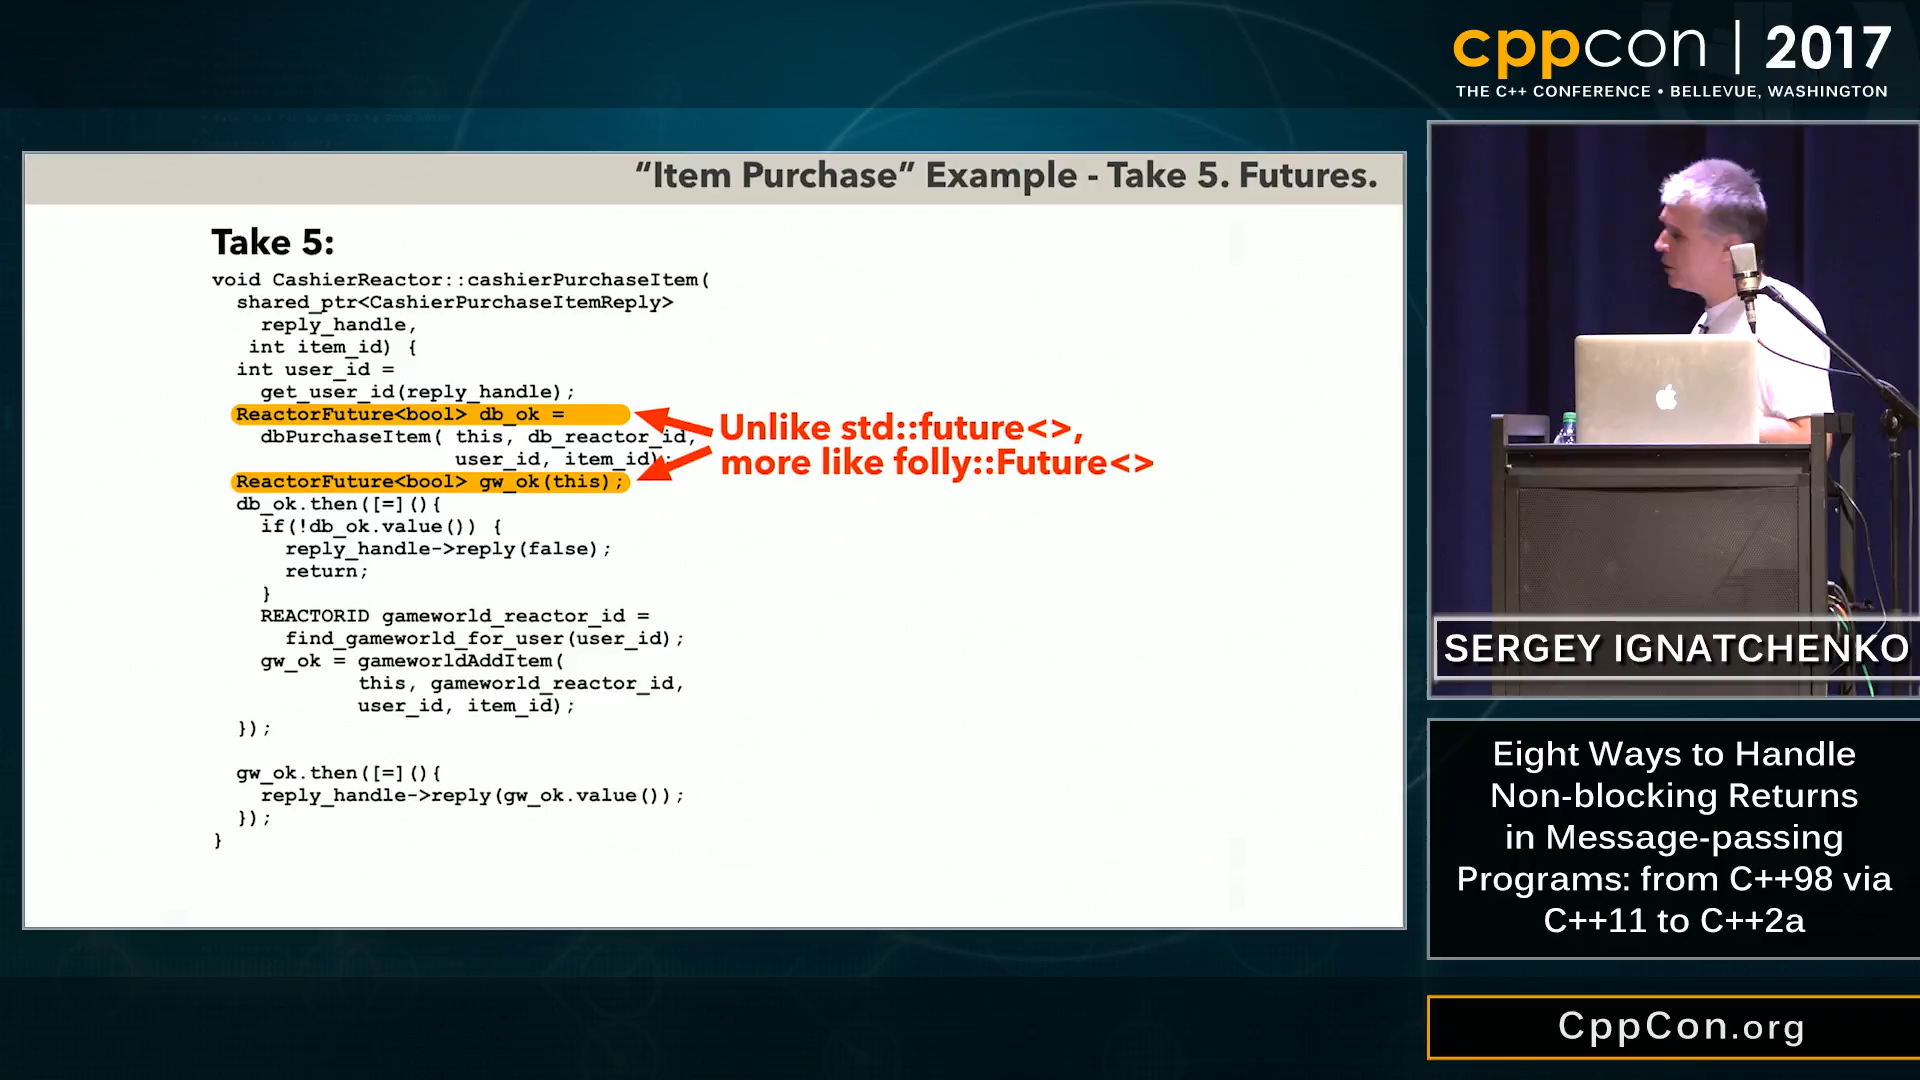 cppcon | 2017
THE C++ CONFERENCE • BELLEVUE, WASHINGTON
“Item Purchase” Example - Take 5. Futures.
Take 5:
void CashierReactor::cashierPurchaseItem(
shared_ptr<CashierPurchaseItemReply>
reply_handle,
int item_id) {
int user_id =
get_user_id(reply_handle);
ReactorFuture<bool> db_ok =
dbPurchaseItem( this, db_reactor_id,
user_id, item_id);
ReactorFuture<bool> gw_ok(this);
db_ok.then([=](){
if(!db_ok.value()) {
reply_handle->reply(false);
return;
}
REACTORID gameworld_reactor_id =
find_gameworld_for_user(user_id);
gw_ok = gameworldAddItem(
this, gameworld_reactor_id,
user_id, item_id);
});
gw_ok.then([=](){
reply_handle->reply(gw_ok.value());
});
}
Unlike std::future<>,
more like folly::Future<>
SERGEY IGNATCHENKO
Eight Ways to Handle
Non-blocking Returns
in Message-passing
Programs: from C++98 via
C++11 to C++2a
CppCon.org